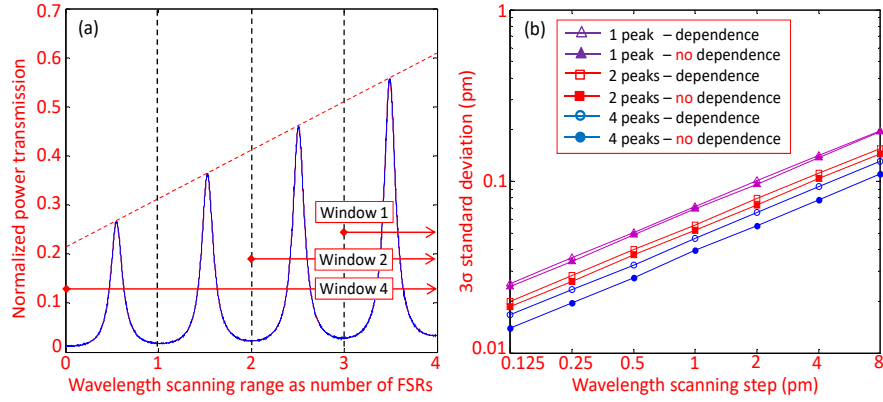 (a)
Normalized power transmission
0.7
0.6
0.5
0.4
0.3
0.2
0.1
0
Window 1
Window 2
Window 4
0 1 2 3 4
Wavelength scanning range as number of FSRs
(b)
3σ standard deviation (pm)
1
0.1
0.01
1 peak – dependence
1 peak – no dependence
2 peaks – dependence
2 peaks – no dependence
4 peaks – dependence
4 peaks – no dependence
0.125 0.25 0.5 1 2 4 8
Wavelength scanning step (pm)